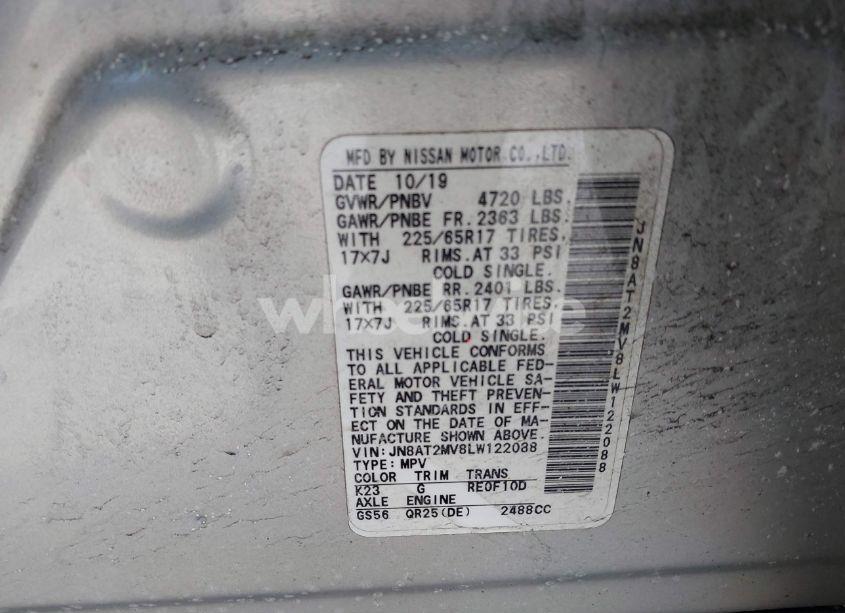 MFD BY NISSAN MOTOR CO.,LTD.
DATE 10/19
GVWR/PNBV 4720 LBS.
GAWR/PNBE FR. 2363 LBS.
WITH 225/65R17 TIRES.
17×7J RIMS.AT 33 PSI
COLD SINGLE.
GAWR/PNBE RR. 2401 LBS.
WITH 225/65R17 TIRES.
17×7J RIMS.AT 33 PSI
COLD SINGLE.
THIS VEHICLE CONFORMS
TO ALL APPLICABLE FED-
ERAL MOTOR VEHICLE SA-
FETY AND THEFT PREVEN-
TION STANDARDS IN EFF-
ECT ON THE DATE OF MA-
NUFACTURE SHOWN ABOVE.
VIN: JN8AT2MV8LW122088
TYPE: MPV
COLOR TRIM TRANS
K23 G RE0F10D
AXLE ENGINE
GS56 QR25(DE) 2488CC
JN8AT2MV8LW122088